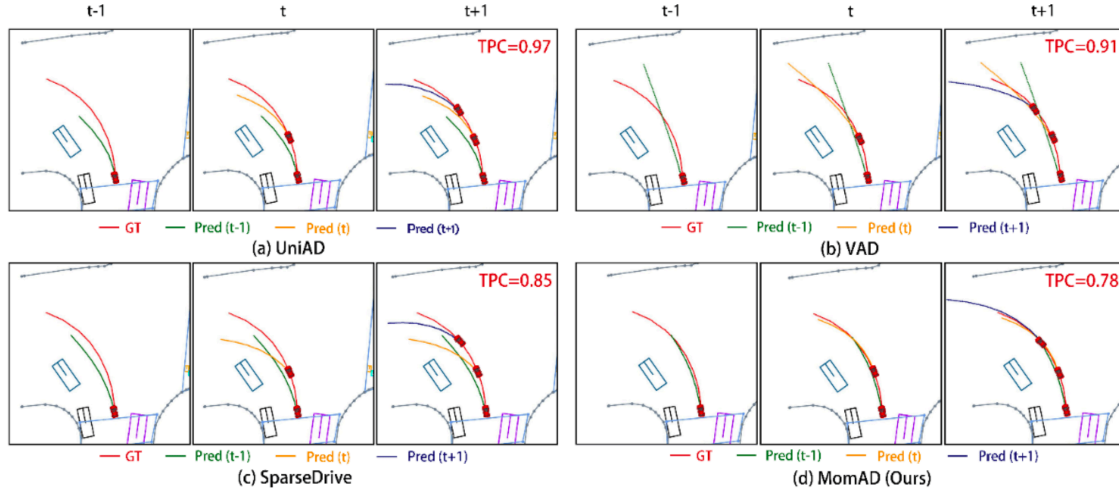 t-1 t t+1 t-1 t t+1
TPC=0.97 TPC=0.91
GT Pred (t-1) Pred (t) Pred (t+1) GT Pred (t-1) Pred (t) Pred (t+1)
(a) UniAD (b) VAD
TPC=0.85 TPC=0.78
GT Pred (t-1) Pred (t) Pred (t+1) GT Pred (t-1) Pred (t) Pred (t+1)
(c) SparseDrive (d) MomAD (Ours)